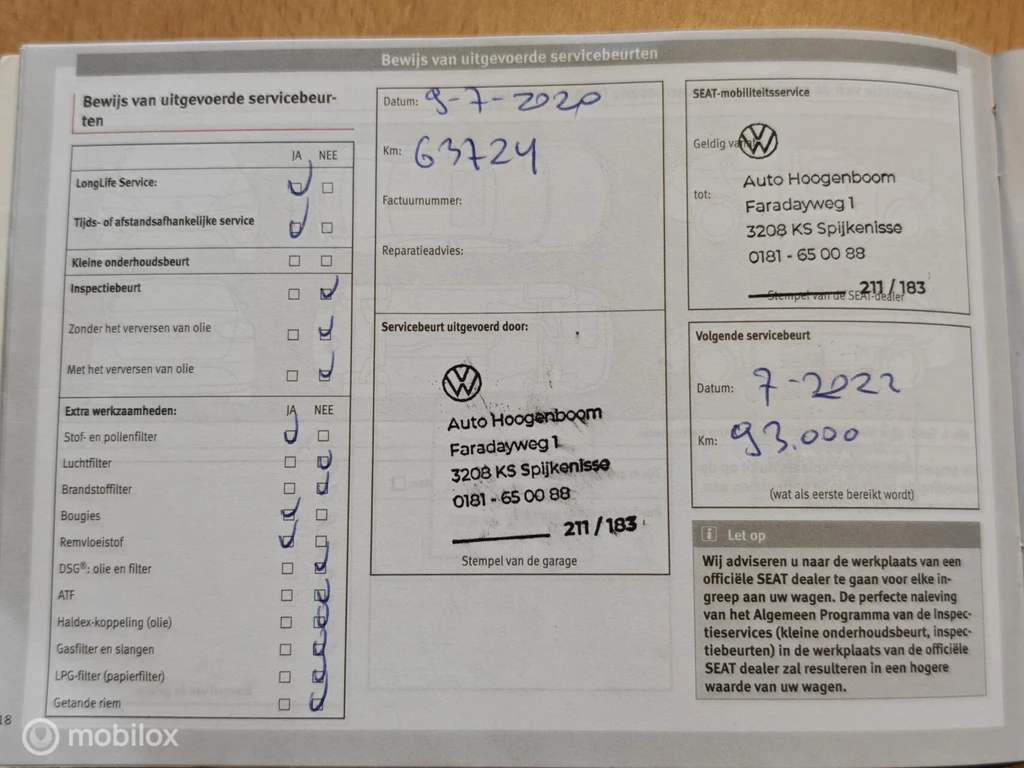 Bewijs van uitgevoerde servicebeurten
Bewijs van uitgevoerde servicebeur-
ten
JA NEE
LongLife Service:
Tijds- of afstandsafhankelijke service
Kleine onderhoudsbeurt
Inspectiebeurt
Zonder het verversen van olie
Met het verversen van olie
Extra werkzaamheden: JA NEE
Stof- en pollenfilter
Luchtfilter
Brandstoffilter
Bougies
Remvloeistof
DSG®: olie en filter
ATF
Haldex-koppeling (olie)
Gasfilter en slangen
LPG-filter (papierfilter)
Getande riem
Datum: 9-7-2020
Km: 63724
Factuurnummer:
Reparatieadvies:
Servicebeurt uitgevoerd door:
Auto Hoogenboom
Faradayweg 1
3208 KS Spijkenisse
0181 - 65 00 88
211 / 183
Stempel van de garage
SEAT-mobiliteitsservice
Geldig vanaf
tot:
Auto Hoogenboom
Faradayweg 1
3208 KS Spijkenisse
0181 - 65 00 88
211 / 183
Stempel van de SEAT-dealer
Volgende servicebeurt
Datum: 7-2022
Km: 93.000
(wat als eerste bereikt wordt)
i Let op
Wij adviseren u naar de werkplaats van een
officiële SEAT dealer te gaan voor elke in-
greep aan uw wagen. De perfecte naleving
van het Algemeen Programma van de Inspec-
tieservices (kleine onderhoudsbeurt, inspec-
tiebeurten) in de werkplaats van de officiële
SEAT dealer zal resulteren in een hogere
waarde van uw wagen.
18
mobilox